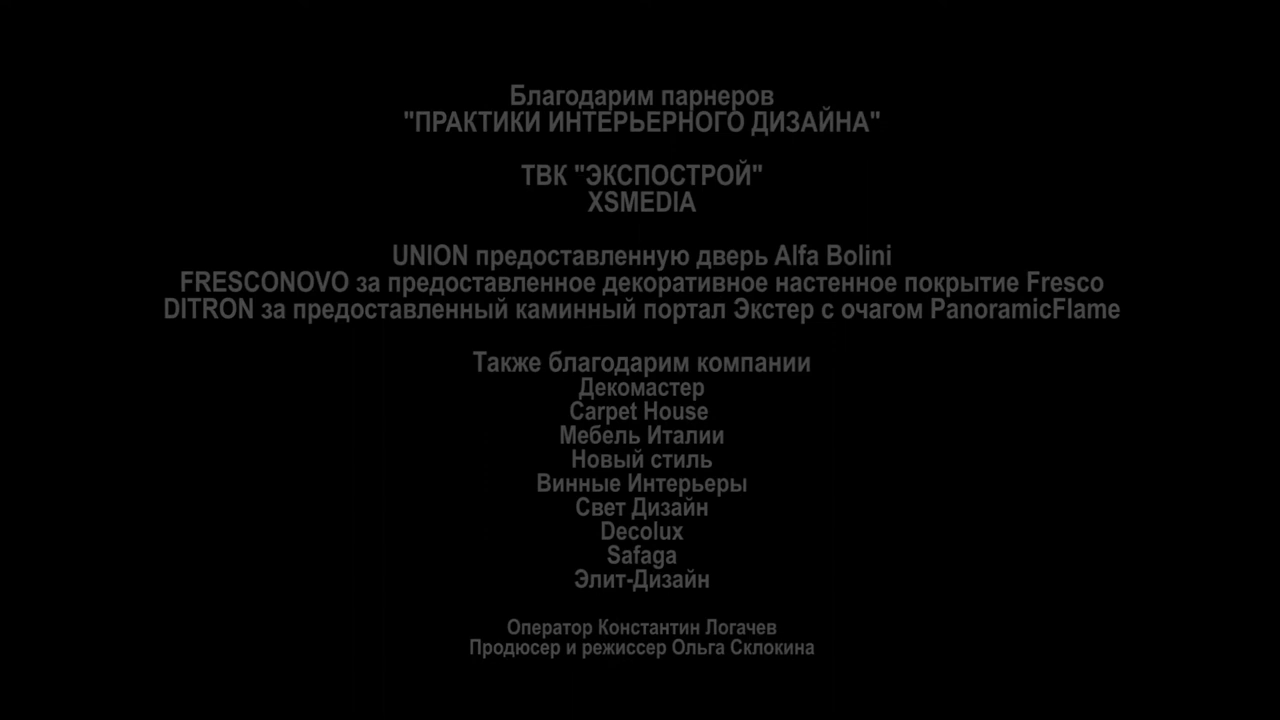 Благодарим парнеров
"ПРАКТИКИ ИНТЕРЬЕРНОГО ДИЗАЙНА"
ТВК "ЭКСПОСТРОЙ"
XSMEDIA
UNION предоставленную дверь Alfa Bolini
FRESCONOVO за предоставленное декоративное настенное покрытие Fresco
DITRON за предоставленный каминный портал Экстер с очагом PanoramicFlame
Также благодарим компании
Декомастер
Carpet House
Мебель Италии
Новый стиль
Винные Интерьеры
Свет Дизайн
Decolux
Safaga
Элит-Дизайн
Оператор Константин Логачев
Продюсер и режиссер Ольга Склокина